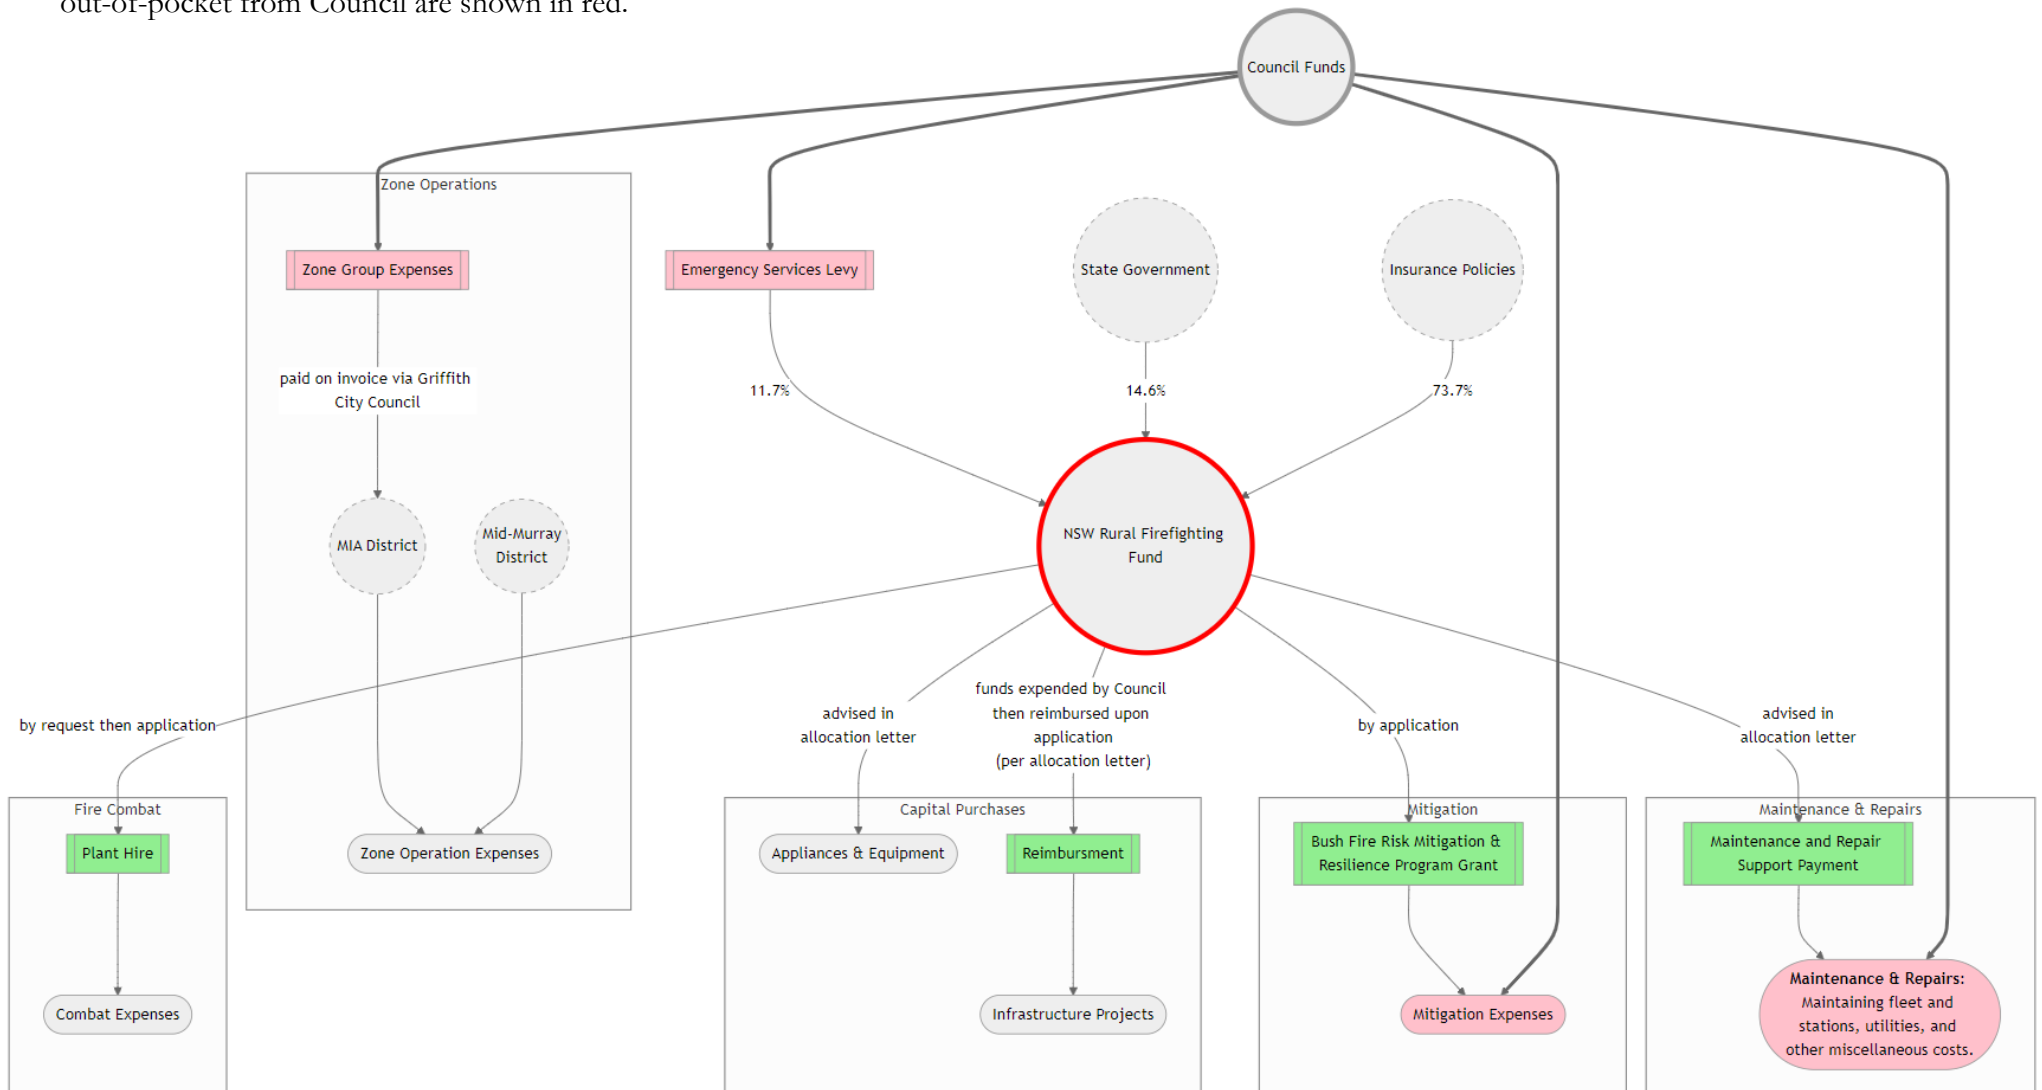 out-of-pocket from Council are shown in red.
Council Funds
Zone Operations
Zone Group Expenses
Emergency Services Levy
State Government
Insurance Policies
paid on invoice via Griffith
City Council
11.7%
14.6%
73.7%
MIA District
Mid-Murray
District
NSW Rural Firefighting
Fund
by request then application
advised in
allocation letter
funds expended by Council
then reimbursed upon
application
(per allocation letter)
by application
advised in
allocation letter
Fire Combat
Plant Hire
Combat Expenses
Zone Operation Expenses
Capital Purchases
Appliances & Equipment
Reimbursment
Infrastructure Projects
Mitigation
Bush Fire Risk Mitigation &
Resilience Program Grant
Mitigation Expenses
Maintenance & Repairs
Maintenance and Repair
Support Payment
Maintenance & Repairs:
Maintaining fleet and
stations, utilities, and
other miscellaneous costs.